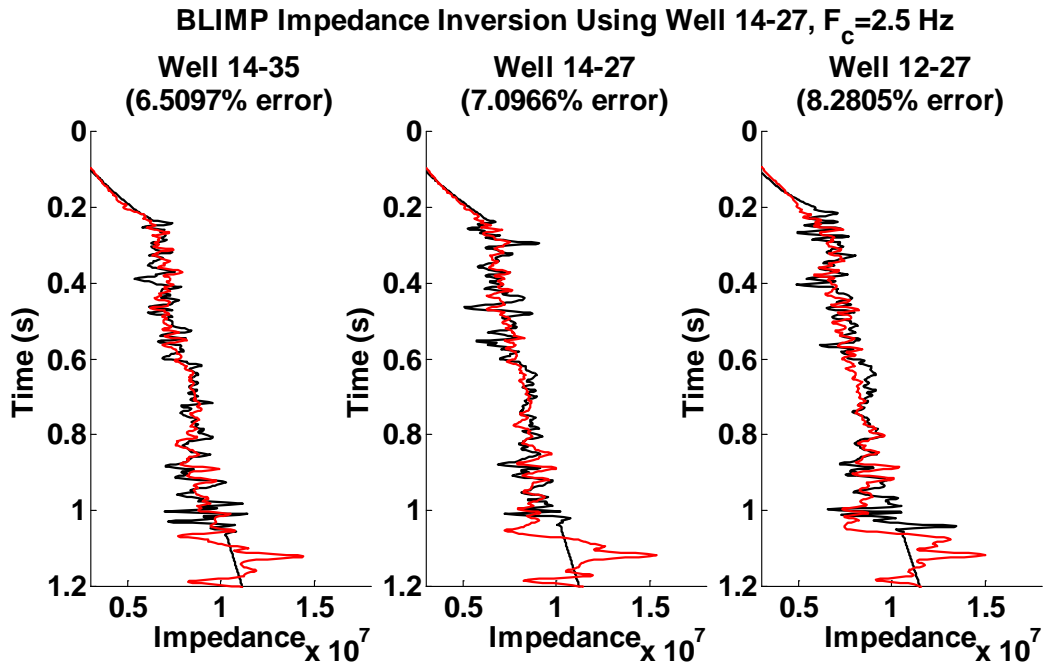 BLIMP Impedance Inversion Using Well 14-27, F_c=2.5 Hz
Well 14-35
(6.5097% error)
Well 14-27
(7.0966% error)
Well 12-27
(8.2805% error)
0
0.2
0.4
0.6
0.8
1
1.2
Time (s)
0.5
1
1.5
Impedance
x 10^7
0
0.2
0.4
0.6
0.8
1
1.2
Time (s)
0.5
1
1.5
Impedance
x 10^7
0
0.2
0.4
0.6
0.8
1
1.2
Time (s)
0.5
1
1.5
Impedance
x 10^7